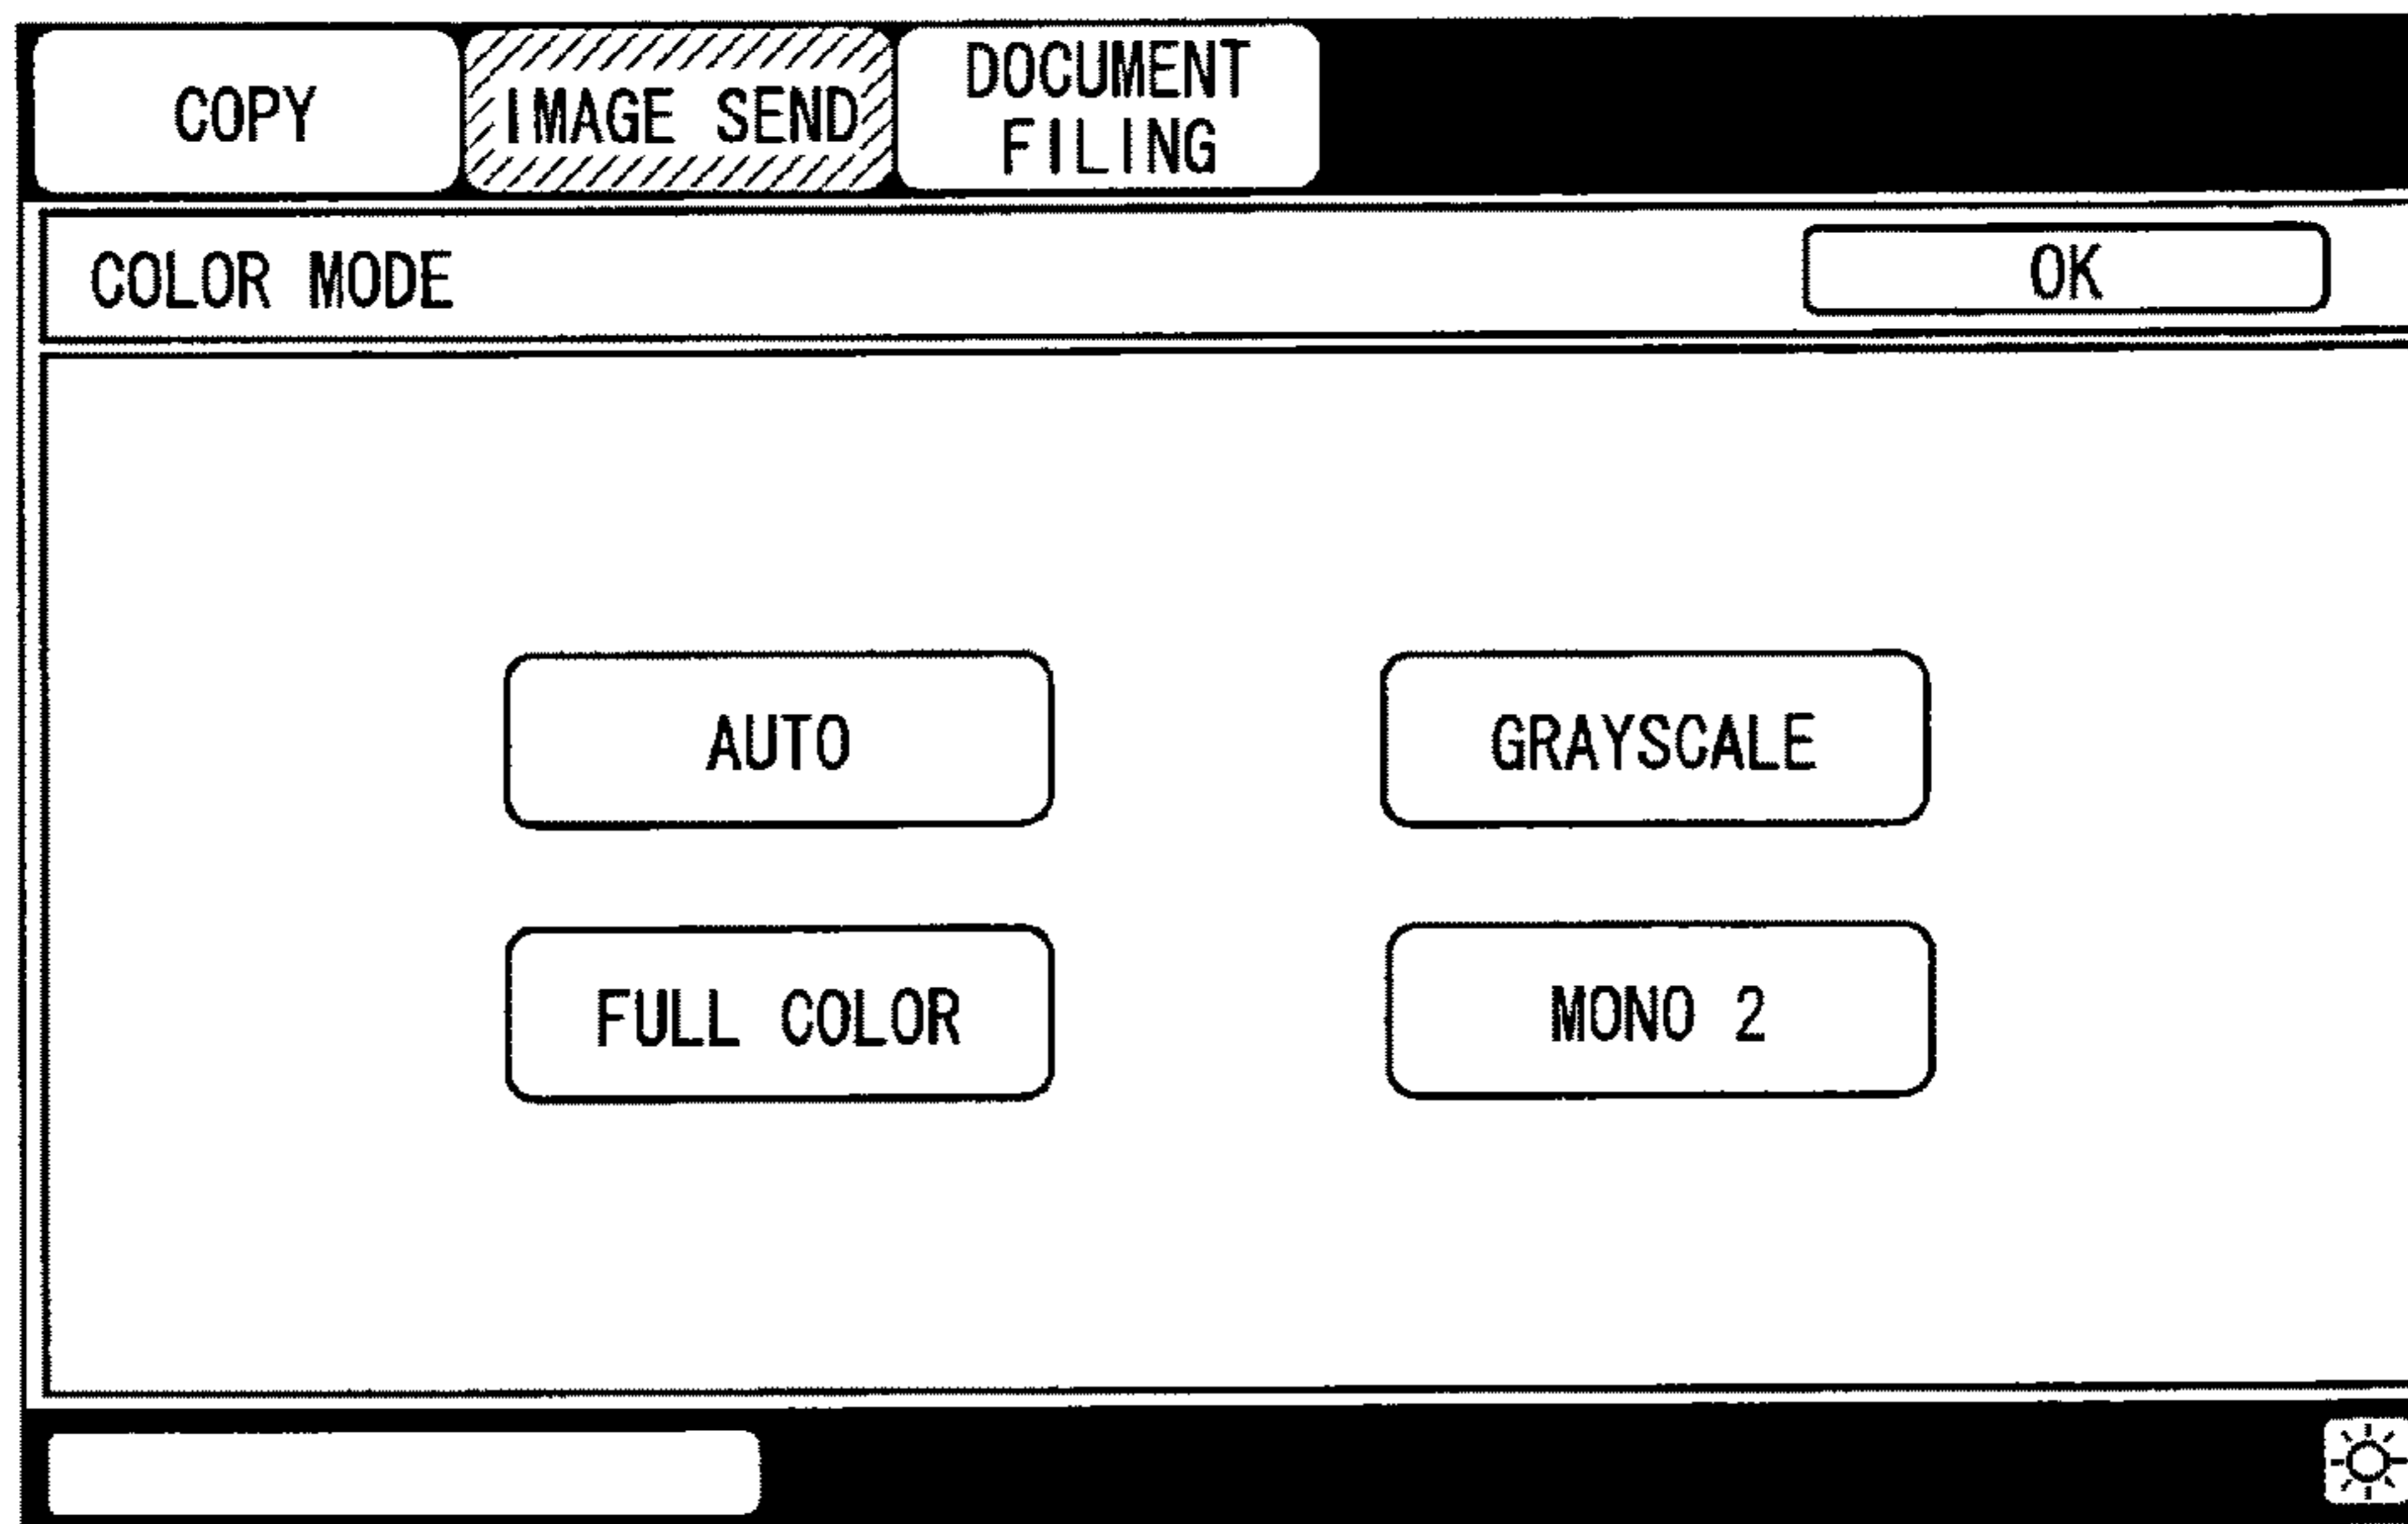 COPY
IMAGE SEND
DOCUMENT
FILING
COLOR MODE
OK
AUTO
GRAYSCALE
FULL COLOR
MONO 2